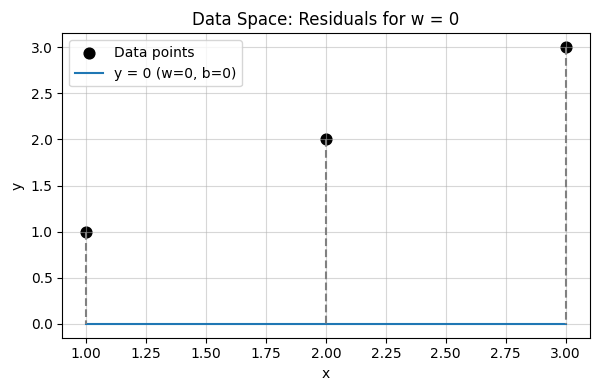 Data Space: Residuals for w = 0
Data points
y = 0 (w=0, b=0)
3.0
2.5
2.0
1.5
1.0
0.5
0.0
y
1.00 1.25 1.50 1.75 2.00 2.25 2.50 2.75 3.00
x